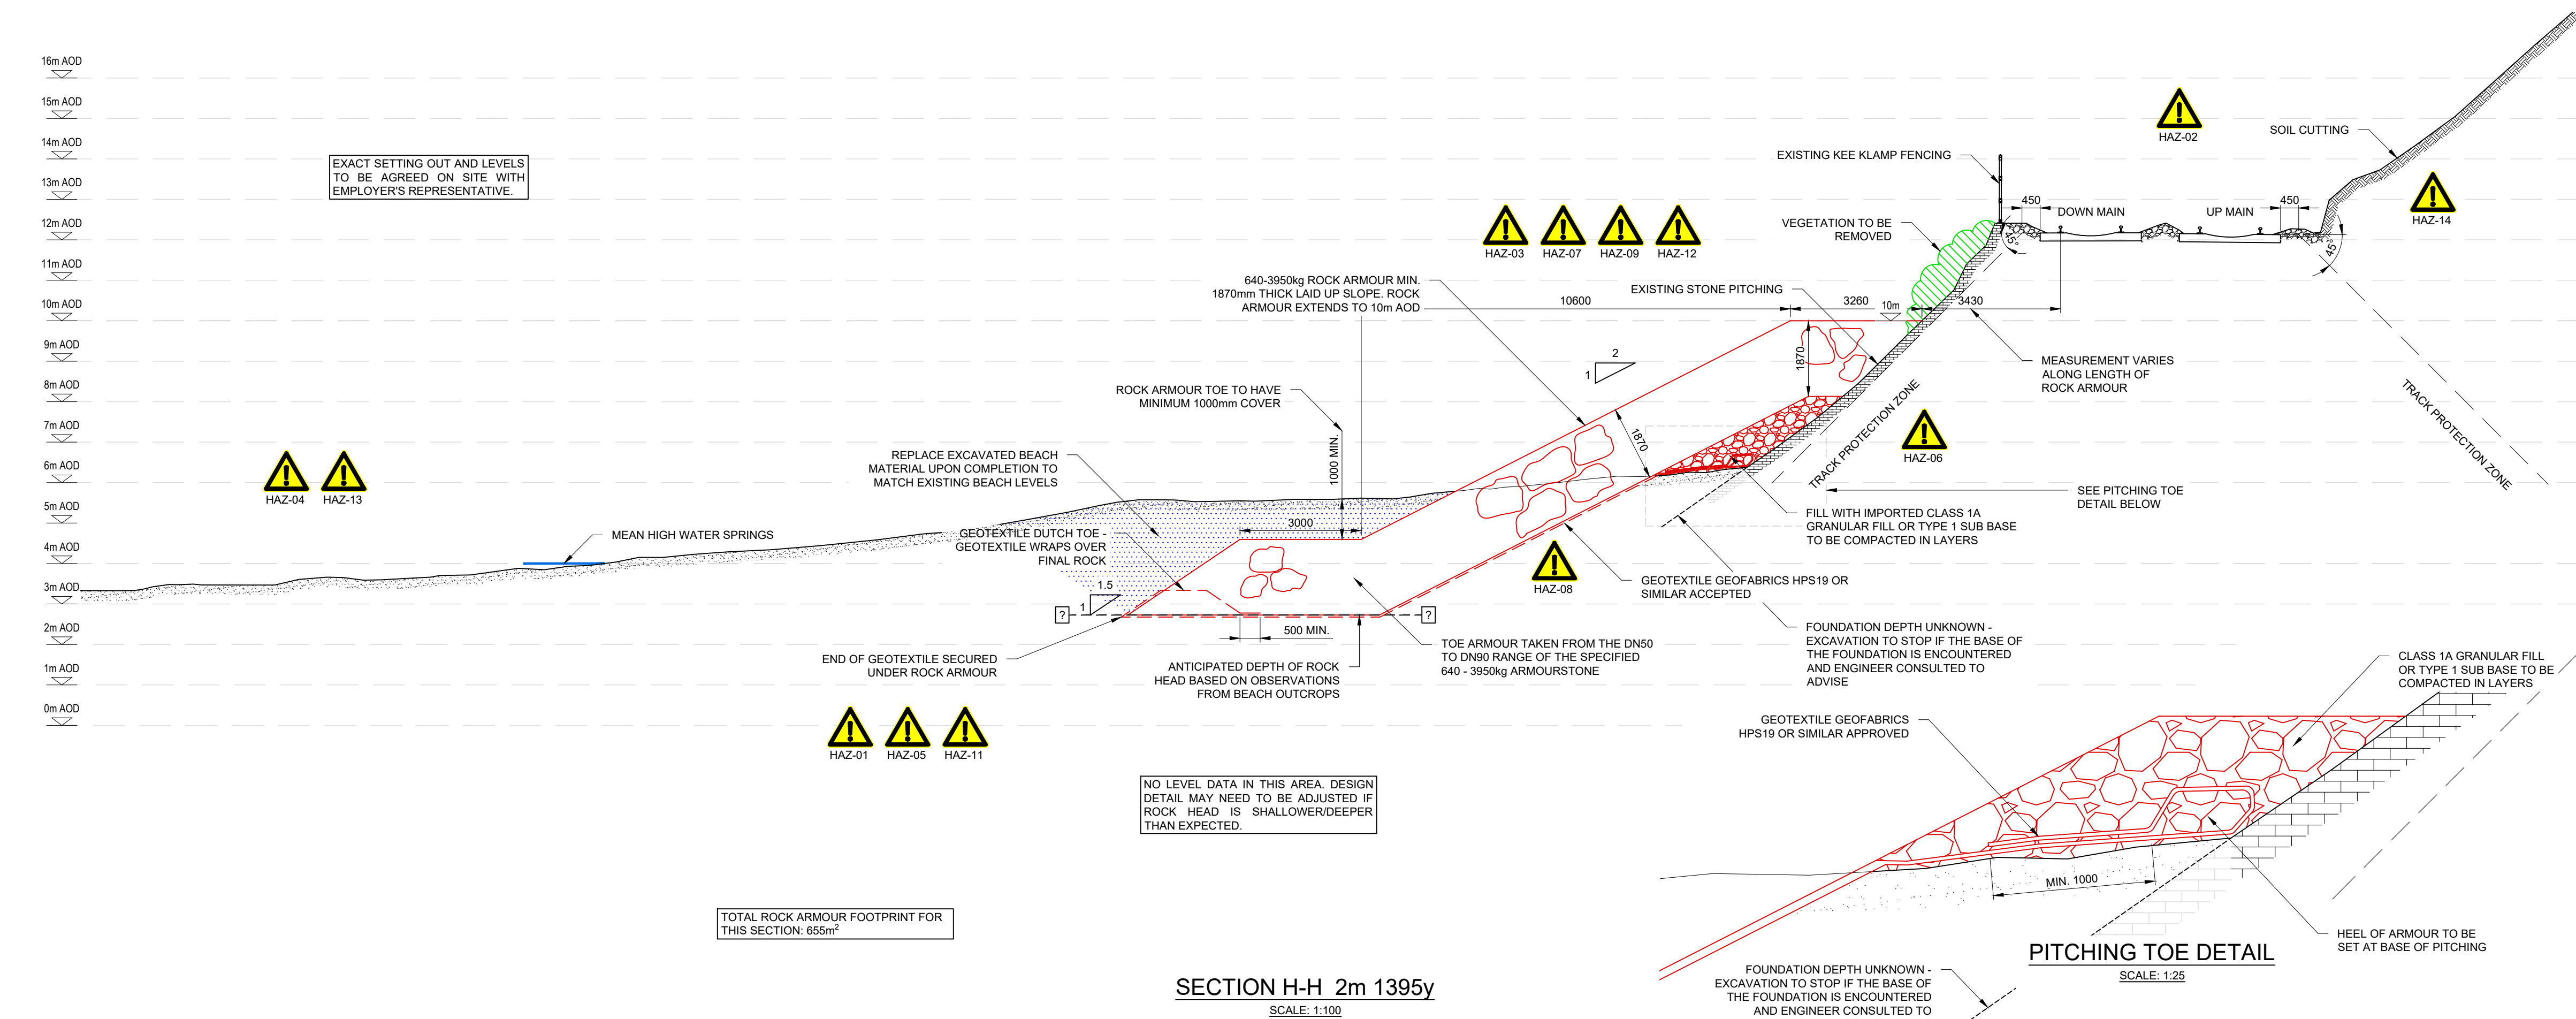 16m AOD
15m AOD
14m AOD
13m AOD
12m AOD
11m AOD
10m AOD
9m AOD
8m AOD
7m AOD
6m AOD
5m AOD
4m AOD
3m AOD
2m AOD
1m AOD
0m AOD
EXACT SETTING OUT AND LEVELS
TO BE AGREED ON SITE WITH
EMPLOYER'S REPRESENTATIVE.
HAZ-04
HAZ-13
MEAN HIGH WATER SPRINGS
REPLACE EXCAVATED BEACH
MATERIAL UPON COMPLETION TO
MATCH EXISTING BEACH LEVELS
GEOTEXTILE DUTCH TOE -
GEOTEXTILE WRAPS OVER
FINAL ROCK
1.5
1
?
?
END OF GEOTEXTILE SECURED
UNDER ROCK ARMOUR
HAZ-01
HAZ-05
HAZ-11
640-3950kg ROCK ARMOUR MIN.
1870mm THICK LAID UP SLOPE. ROCK
ARMOUR EXTENDS TO 10m AOD
ROCK ARMOUR TOE TO HAVE
MINIMUM 1000mm COVER
1000 MIN.
3000
500 MIN.
ANTICIPATED DEPTH OF ROCK
HEAD BASED ON OBSERVATIONS
FROM BEACH OUTCROPS
TOE ARMOUR TAKEN FROM THE DN50
TO DN90 RANGE OF THE SPECIFIED
640 - 3950kg ARMOURSTONE
HAZ-03
HAZ-07
HAZ-09
HAZ-12
10600
3260
10m
3430
2
1
1870
1870
EXISTING STONE PITCHING
VEGETATION TO BE
REMOVED
EXISTING KEE KLAMP FENCING
450
DOWN MAIN
UP MAIN
450
45°
45°
HAZ-02
SOIL CUTTING
HAZ-14
MEASUREMENT VARIES
ALONG LENGTH OF
ROCK ARMOUR
TRACK PROTECTION ZONE
TRACK PROTECTION ZONE
HAZ-06
SEE PITCHING TOE
DETAIL BELOW
FILL WITH IMPORTED CLASS 1A
GRANULAR FILL OR TYPE 1 SUB BASE
TO BE COMPACTED IN LAYERS
HAZ-08
GEOTEXTILE GEOFABRICS HPS19 OR
SIMILAR ACCEPTED
FOUNDATION DEPTH UNKNOWN -
EXCAVATION TO STOP IF THE BASE OF
THE FOUNDATION IS ENCOUNTERED
AND ENGINEER CONSULTED TO
ADVISE
NO LEVEL DATA IN THIS AREA. DESIGN
DETAIL MAY NEED TO BE ADJUSTED IF
ROCK HEAD IS SHALLOWER/DEEPER
THAN EXPECTED.
TOTAL ROCK ARMOUR FOOTPRINT FOR
THIS SECTION: 655m²
SECTION H-H 2m 1395y
SCALE: 1:100
CLASS 1A GRANULAR FILL
OR TYPE 1 SUB BASE TO BE
COMPACTED IN LAYERS
GEOTEXTILE GEOFABRICS
HPS19 OR SIMILAR APPROVED
MIN. 1000
HEEL OF ARMOUR TO BE
SET AT BASE OF PITCHING
PITCHING TOE DETAIL
SCALE: 1:25
FOUNDATION DEPTH UNKNOWN -
EXCAVATION TO STOP IF THE BASE OF
THE FOUNDATION IS ENCOUNTERED
AND ENGINEER CONSULTED TO